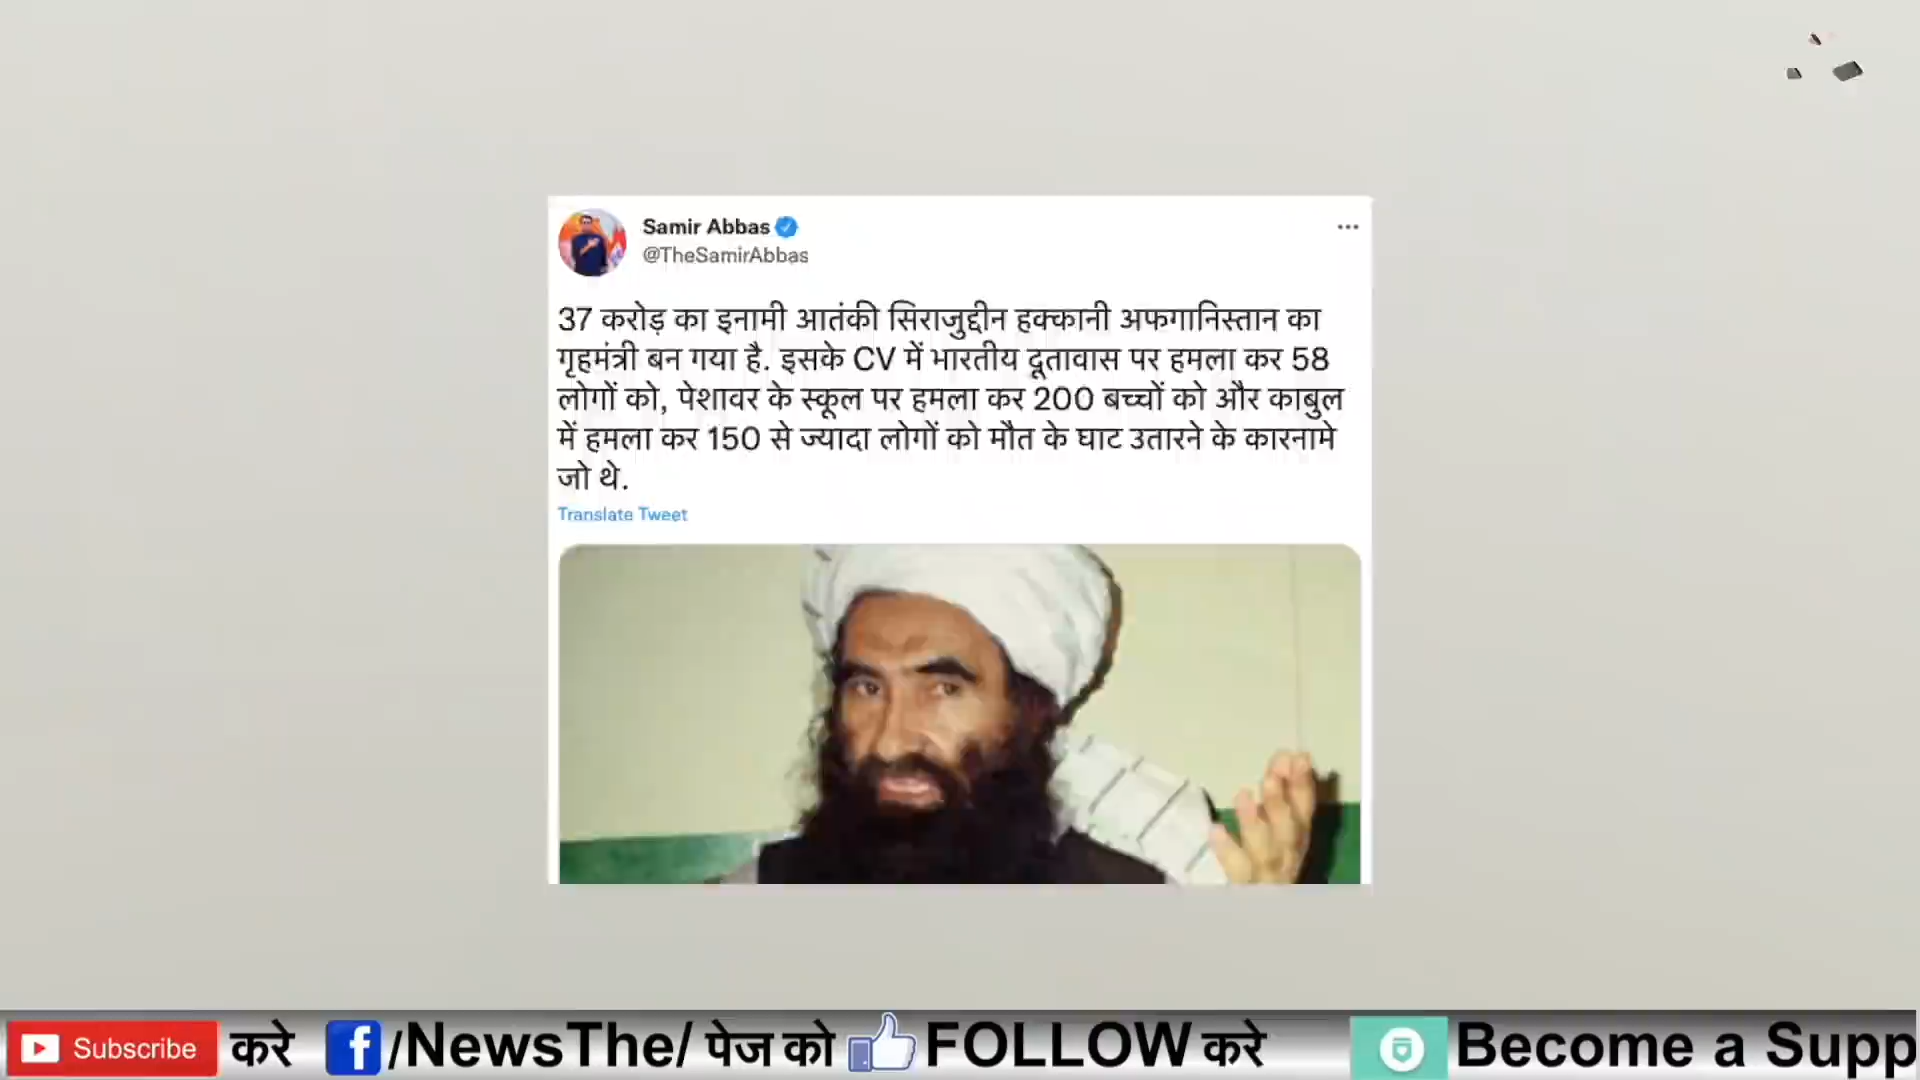 Samir Abbas
@TheSamirAbbas
37 करोड़ का इनामी आतंकी सिराजुद्दीन हक्कानी अफगानिस्तान का
गृहमंत्री बन गया है. इसके CV में भारतीय दूतावास पर हमला कर 58
लोगों को, पेशावर के स्कूल पर हमला कर 200 बच्चों को और काबुल
में हमला कर 150 से ज्यादा लोगों को मौत के घाट उतारने के कारनामे
जो थे.
Translate Tweet
Subscribe करे f/NewsThe/ पेज को FOLLOW करे Become a Supp